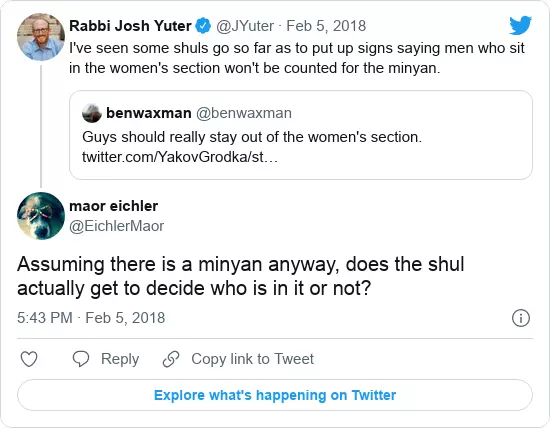 Rabbi Josh Yuter @JYuter · Feb 5, 2018
I've seen some shuls go so far as to put up signs saying men who sit
in the women's section won't be counted for the minyan.
benwaxman @benwaxman
Guys should really stay out of the women's section.
twitter.com/YakovGrodka/st…
maor eichler
@EichlerMaor
Assuming there is a minyan anyway, does the shul
actually get to decide who is in it or not?
5:43 PM · Feb 5, 2018
Reply Copy link to Tweet
Explore what's happening on Twitter